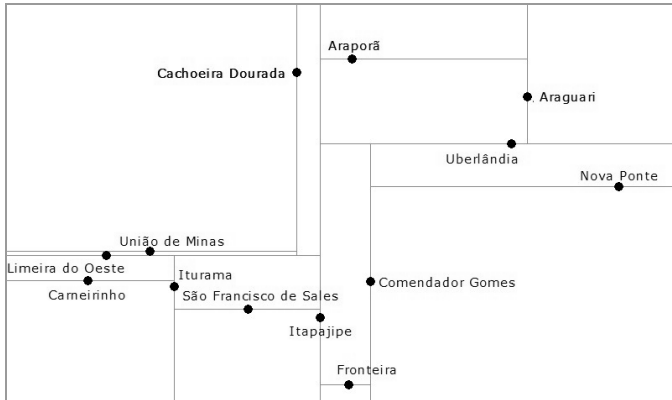 Araporã
Cachoeira Dourada
Araguari
Uberlândia
Nova Ponte
União de Minas
Limeira do Oeste
Iturama
Comendador Gomes
Carneirinho
São Francisco de Sales
Itapajipe
Fronteira